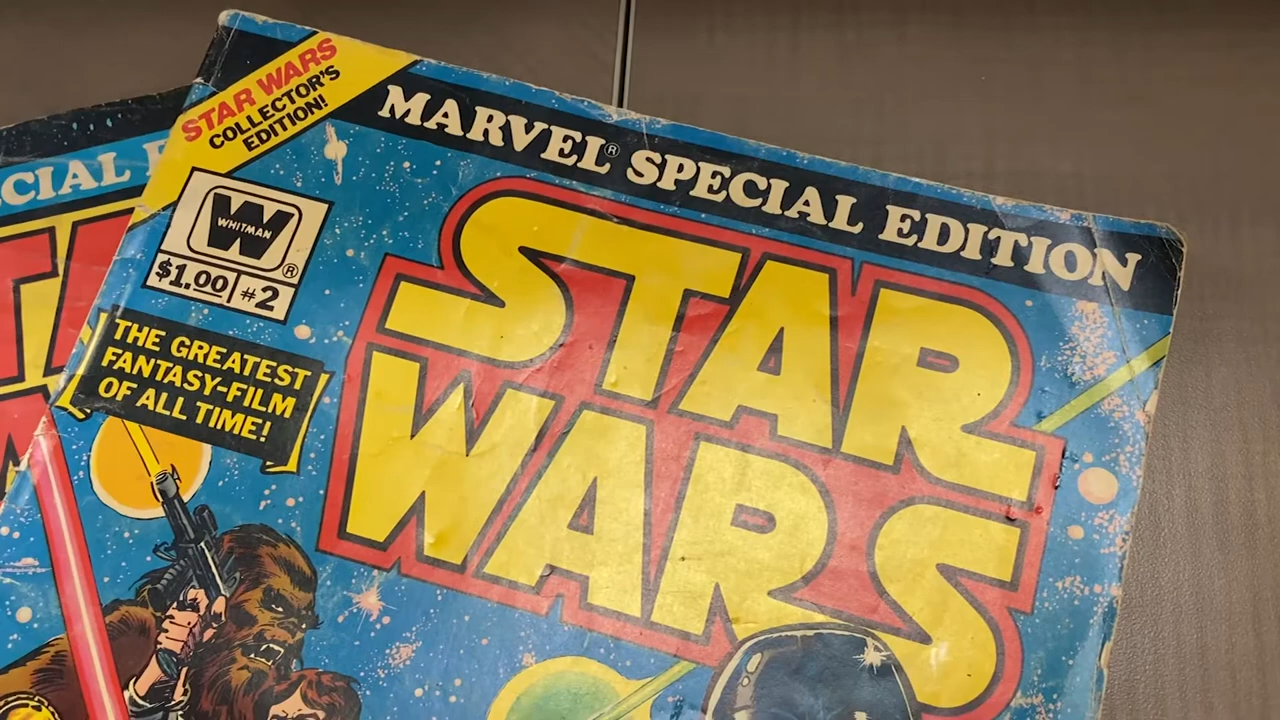 STAR WARS
COLLECTOR'S
EDITION!
MARVEL® SPECIAL EDITION
WHITMAN
W
®
$1.00 #2
STAR
WARS
THE GREATEST
FANTASY-FILM
OF ALL TIME!
CIAL E